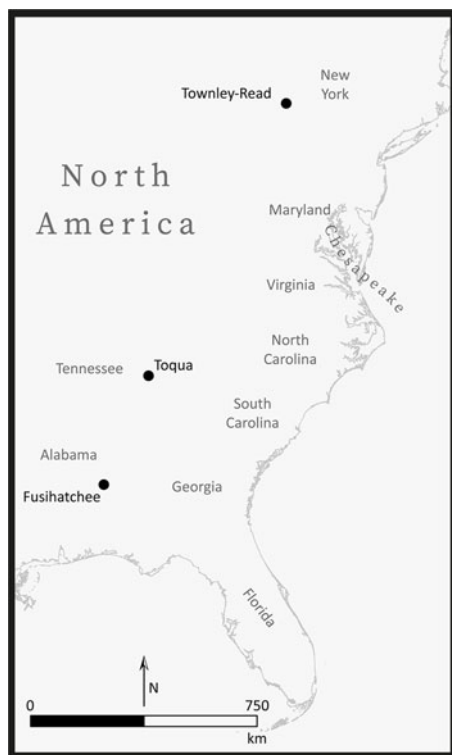 New
York
Townley-Read
North
America
Maryland
Chesapeake
Virginia
North
Carolina
Tennessee
Toqua
South
Carolina
Alabama
Georgia
Fusihatchee
Florida
N
0 750
km